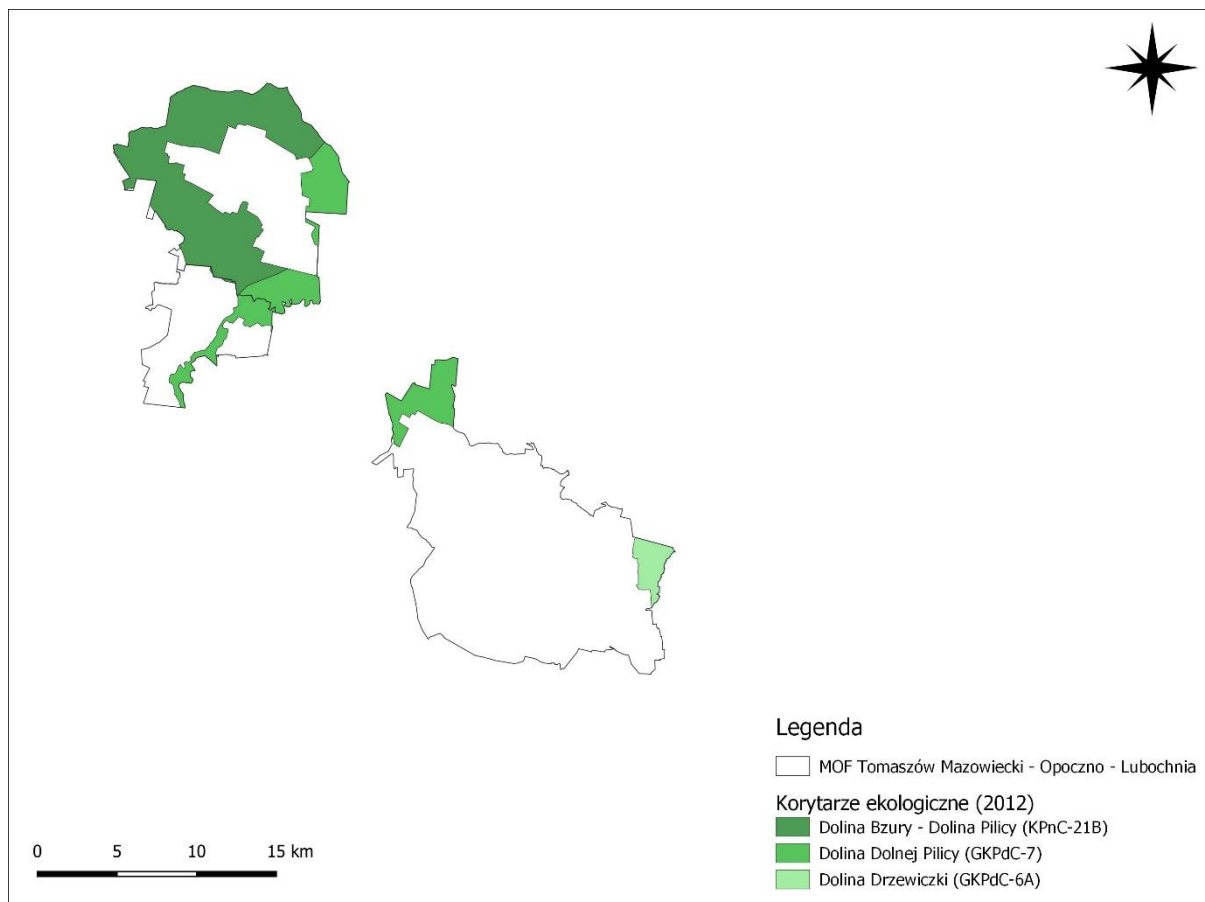 Legenda
MOF Tomaszów Mazowiecki - Opoczno - Lubochnia
Korytarze ekologiczne (2012)
Dolina Bzury - Dolina Pilicy (KPnC-21B)
Dolina Dolnej Pilicy (GKPdC-7)
Dolina Drzewiczki (GKPdC-6A)
0 5 10 15 km